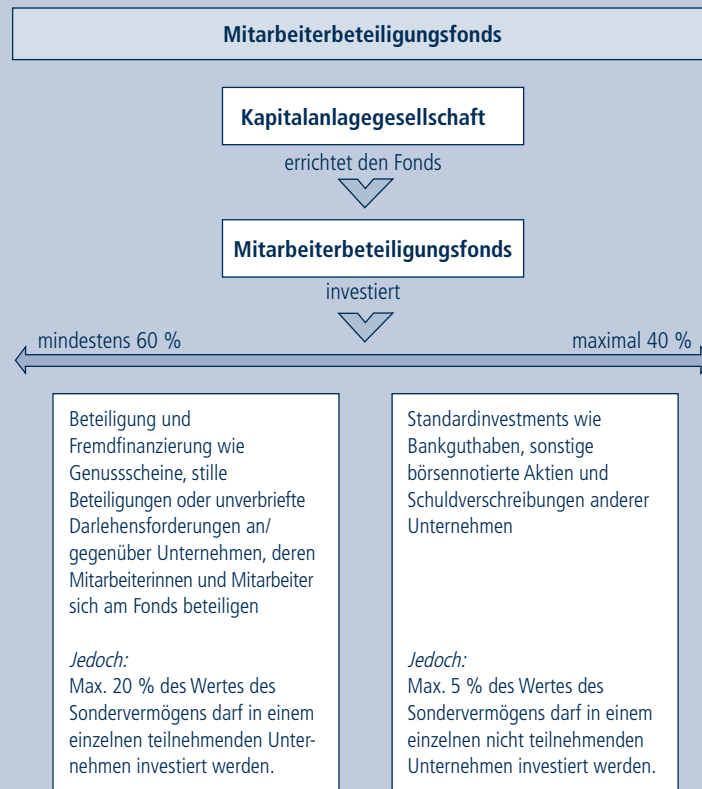 Mitarbeiterbeteiligungsfonds
Kapitalanlagegesellschaft
errichtet den Fonds
Mitarbeiterbeteiligungsfonds
investiert
mindestens 60 %
maximal 40 %
Beteiligung und
Fremdfinanzierung wie
Genussscheine, stille
Beteiligungen oder unverbriefte
Darlehensforderungen an/
gegenüber Unternehmen, deren
Mitarbeiterinnen und Mitarbeiter
sich am Fonds beteiligen
Jedoch:
Max. 20 % des Wertes des
Sondervermögens darf in einem
einzelnen teilnehmenden Unter-
nehmen investiert werden.
Standardinvestments wie
Bankguthaben, sonstige
börsennotierte Aktien und
Schuldverschreibungen anderer
Unternehmen
Jedoch:
Max. 5 % des Wertes des
Sondervermögens darf in einem
einzelnen nicht teilnehmenden
Unternehmen investiert werden.